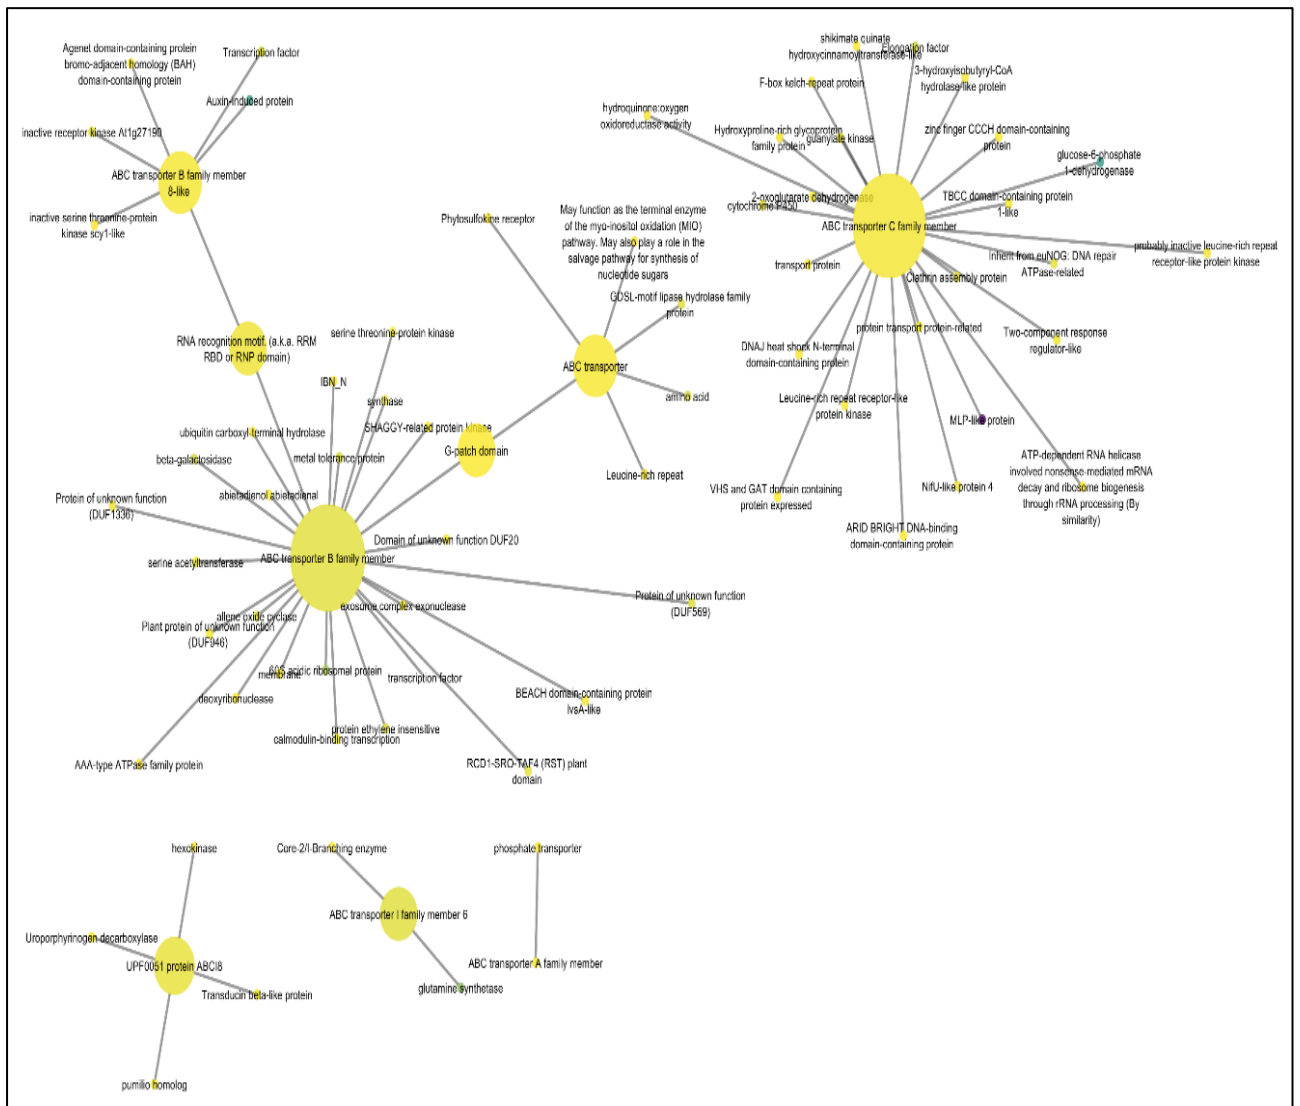 Agenet domain-containing protein
bromo-adjacent homology (BAH)
domain-containing protein
Transcription factor
Auxin-induced protein
inactive receptor kinase At1g27190
ABC transporter B family member
8-like
inactive serine threonine-protein
kinase scy1-like
RNA recognition motif. (a.k.a. RRM
RBD or RNP domain)
serine threonine-protein kinase
IBN_N
synthase
SHAGGY-related protein kinase
ubiquitin carboxyl-terminal hydrolase
metal tolerance protein
beta-galactosidase
abietadienol abietadienal
Protein of unknown function
(DUF1336)
Domain of unknown function DUF20
ABC transporter B family member
serine acetyltransferase
exosome complex exonuclease
allene oxide cyclase
Plant protein of unknown function
(DUF946)
Protein of unknown function
(DUF569)
membrane
60S acidic ribosomal protein
transcription factor
deoxyribonuclease
BEACH domain-containing protein
lvsA-like
protein ethylene insensitive
calmodulin-binding transcription
AAA-type ATPase family protein
RCD1-SRO-TAF4 (RST) plant
domain
Phytosulfokine receptor
May function as the terminal enzyme
of the myo-inositol oxidation (MIO)
pathway. May also play a role in the
salvage pathway for synthesis of
nucleotide sugars
GDSL-motif lipase hydrolase family
protein
ABC transporter
amino acid
G-patch domain
Leucine-rich repeat
shikimate quinate
hydroxycinnamoyltransferase-like
Elongation factor
F-box kelch-repeat protein
3-hydroxyisobutyryl-CoA
hydrolase-like protein
hydroquinone:oxygen
oxidoreductase activity
Hydroxyproline-rich glycoprotein
family protein
guanylate kinase
zinc finger CCCH domain-containing
protein
glucose-6-phosphate
1-dehydrogenase
2-oxoglutarate dehydrogenase
cytochrome P450
TBCC domain-containing protein
1-like
ABC transporter C family member
probably inactive leucine-rich repeat
receptor-like protein kinase
transport protein
Inherit from euNOG: DNA repair
ATPase-related
Clathrin assembly protein
protein transport protein-related
Two-component response
regulator-like
DNAJ heat shock N-terminal
domain-containing protein
Leucine-rich repeat receptor-like
protein kinase
MLP-like protein
ATP-dependent RNA helicase
involved nonsense-mediated mRNA
decay and ribosome biogenesis
through rRNA processing (By
similarity)
VHS and GAT domain containing
protein expressed
NifU-like protein 4
ARID BRIGHT DNA-binding
domain-containing protein
hexokinase
Uroporphyrinogen decarboxylase
UPF0051 protein ABCI8
Transducin beta-like protein
pumilio homolog
Core-2/I-Branching enzyme
ABC transporter I family member 6
glutamine synthetase
phosphate transporter
ABC transporter A family member